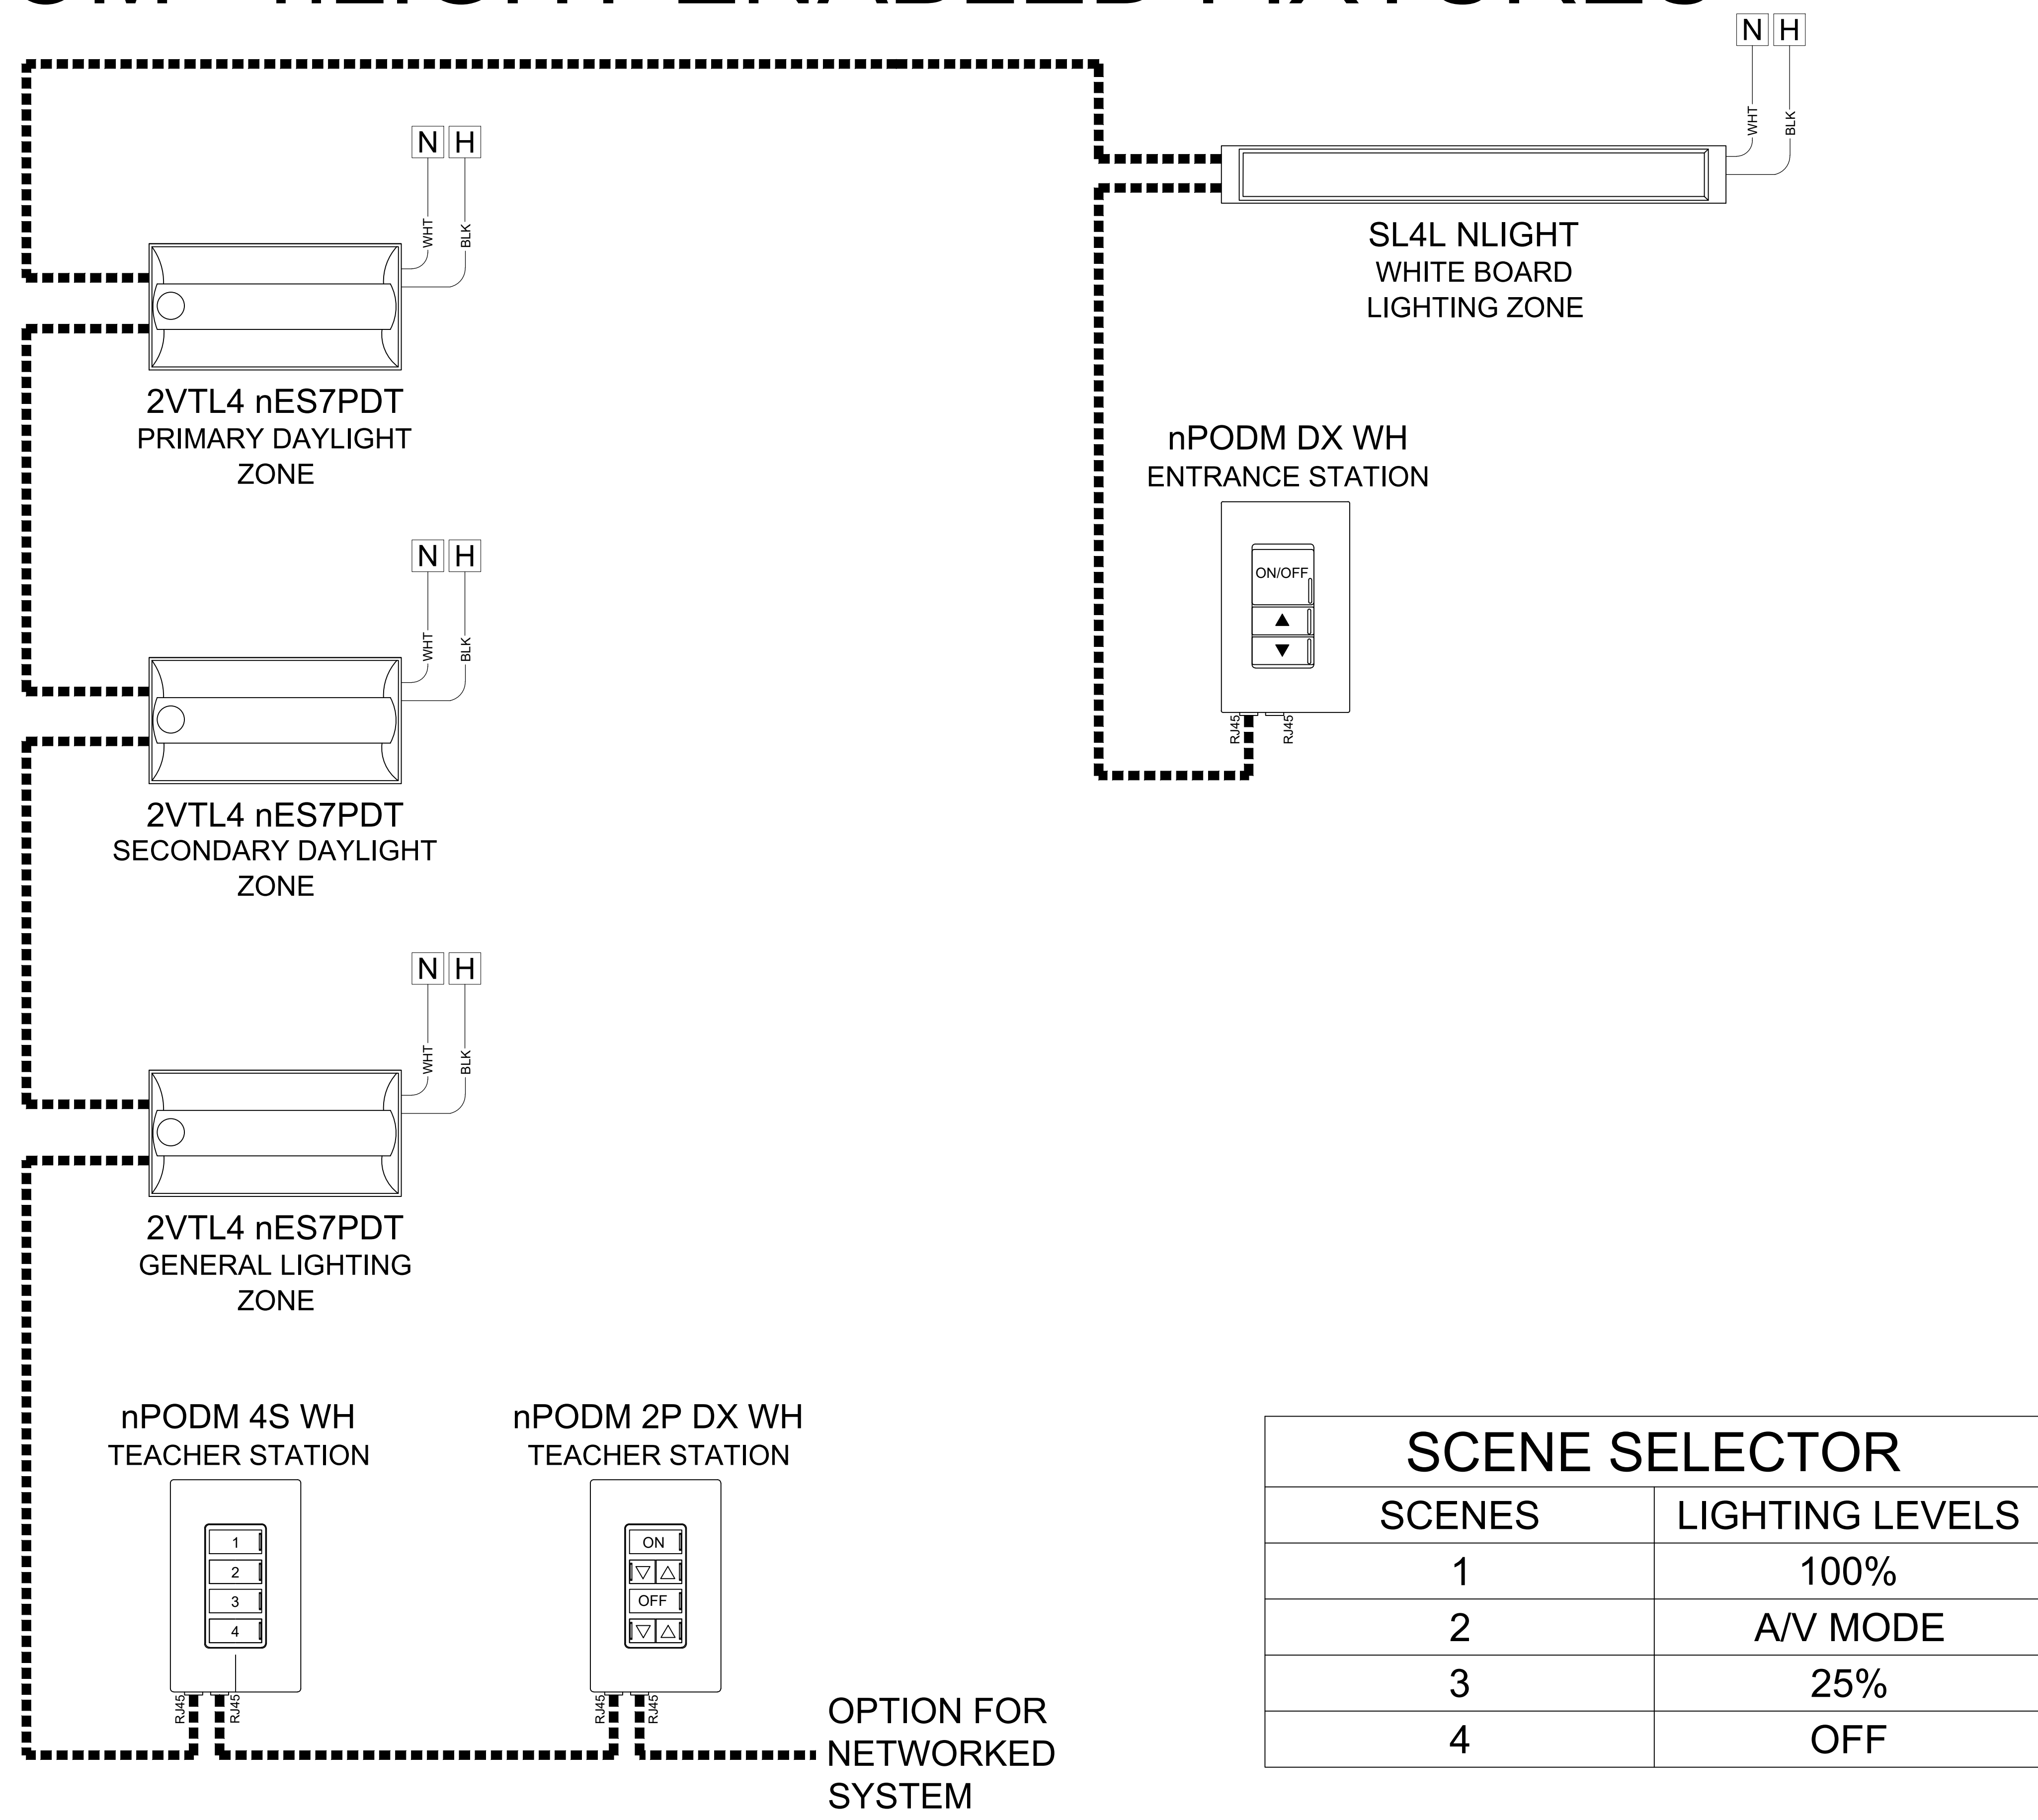 N H
WHT
BLK
SL4L NLIGHT
WHITE BOARD
LIGHTING ZONE
N H
WHT
BLK
2VTL4 nES7PDT
PRIMARY DAYLIGHT
ZONE
nPODM DX WH
ENTRANCE STATION
ON/OFF
RJ45
RJ45
N H
WHT
BLK
2VTL4 nES7PDT
SECONDARY DAYLIGHT
ZONE
N H
WHT
BLK
2VTL4 nES7PDT
GENERAL LIGHTING
ZONE
nPODM 4S WH
TEACHER STATION
1
2
3
4
RJ45
RJ45
nPODM 2P DX WH
TEACHER STATION
ON
OFF
RJ45
RJ45
OPTION FOR
NETWORKED
SYSTEM
SCENE SELECTOR
SCENES LIGHTING LEVELS
1 100%
2 A/V MODE
3 25%
4 OFF